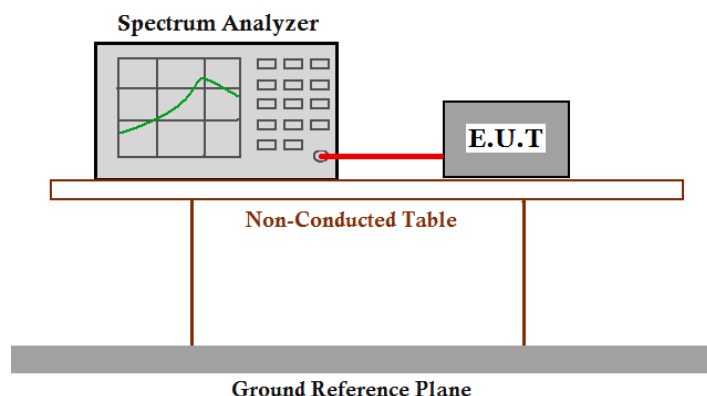 Spectrum Analyzer
E.U.T
Non-Conducted Table
Ground Reference Plane